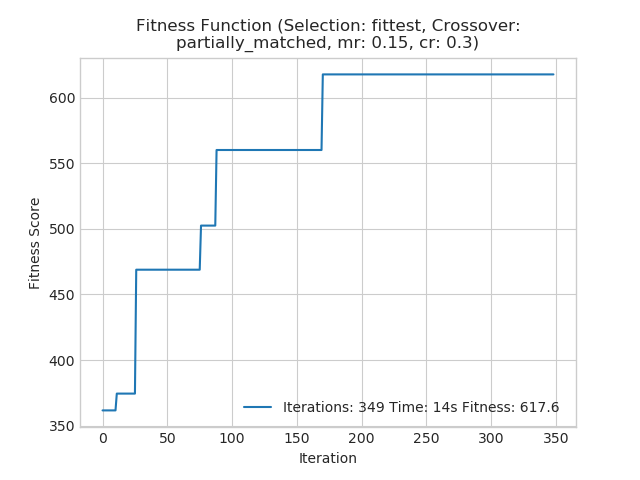 Fitness Function (Selection: fittest, Crossover:
partially_matched, mr: 0.15, cr: 0.3)
Fitness Score
600
550
500
450
400
350
Iterations: 349 Time: 14s Fitness: 617.6
0 50 100 150 200 250 300 350
Iteration